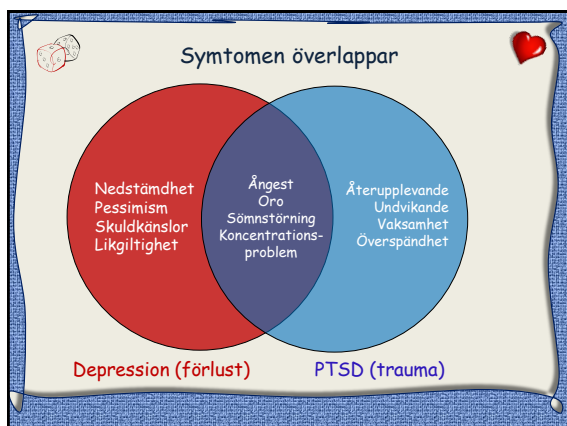 Symtomen överlappar
Nedstämdhet
Pessimism
Skuldkänslor
Likgiltighet
Ångest
Oro
Sömnstörning
Koncentrations-
problem
Återupplevande
Undvikande
Vaksamhet
Överspändhet
Depression (förlust)
PTSD (trauma)